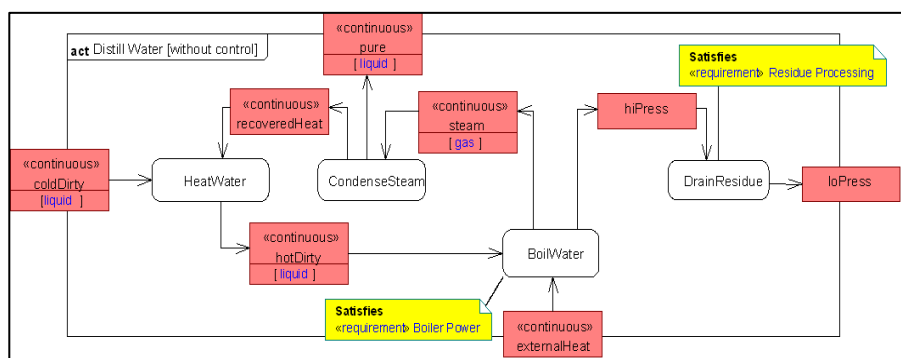 act Distill Water [without control]
«continuous»
pure
[ liquid ]
Satisfies
«requirement» Residue Processing
«continuous»
recoveredHeat
«continuous»
steam
[ gas ]
hiPress
«continuous»
coldDirty
[liquid ]
HeatWater
CondenseSteam
DrainResidue
loPress
«continuous»
hotDirty
[ liquid ]
BoilWater
Satisfies
«requirement» Boiler Power
«continuous»
externalHeat